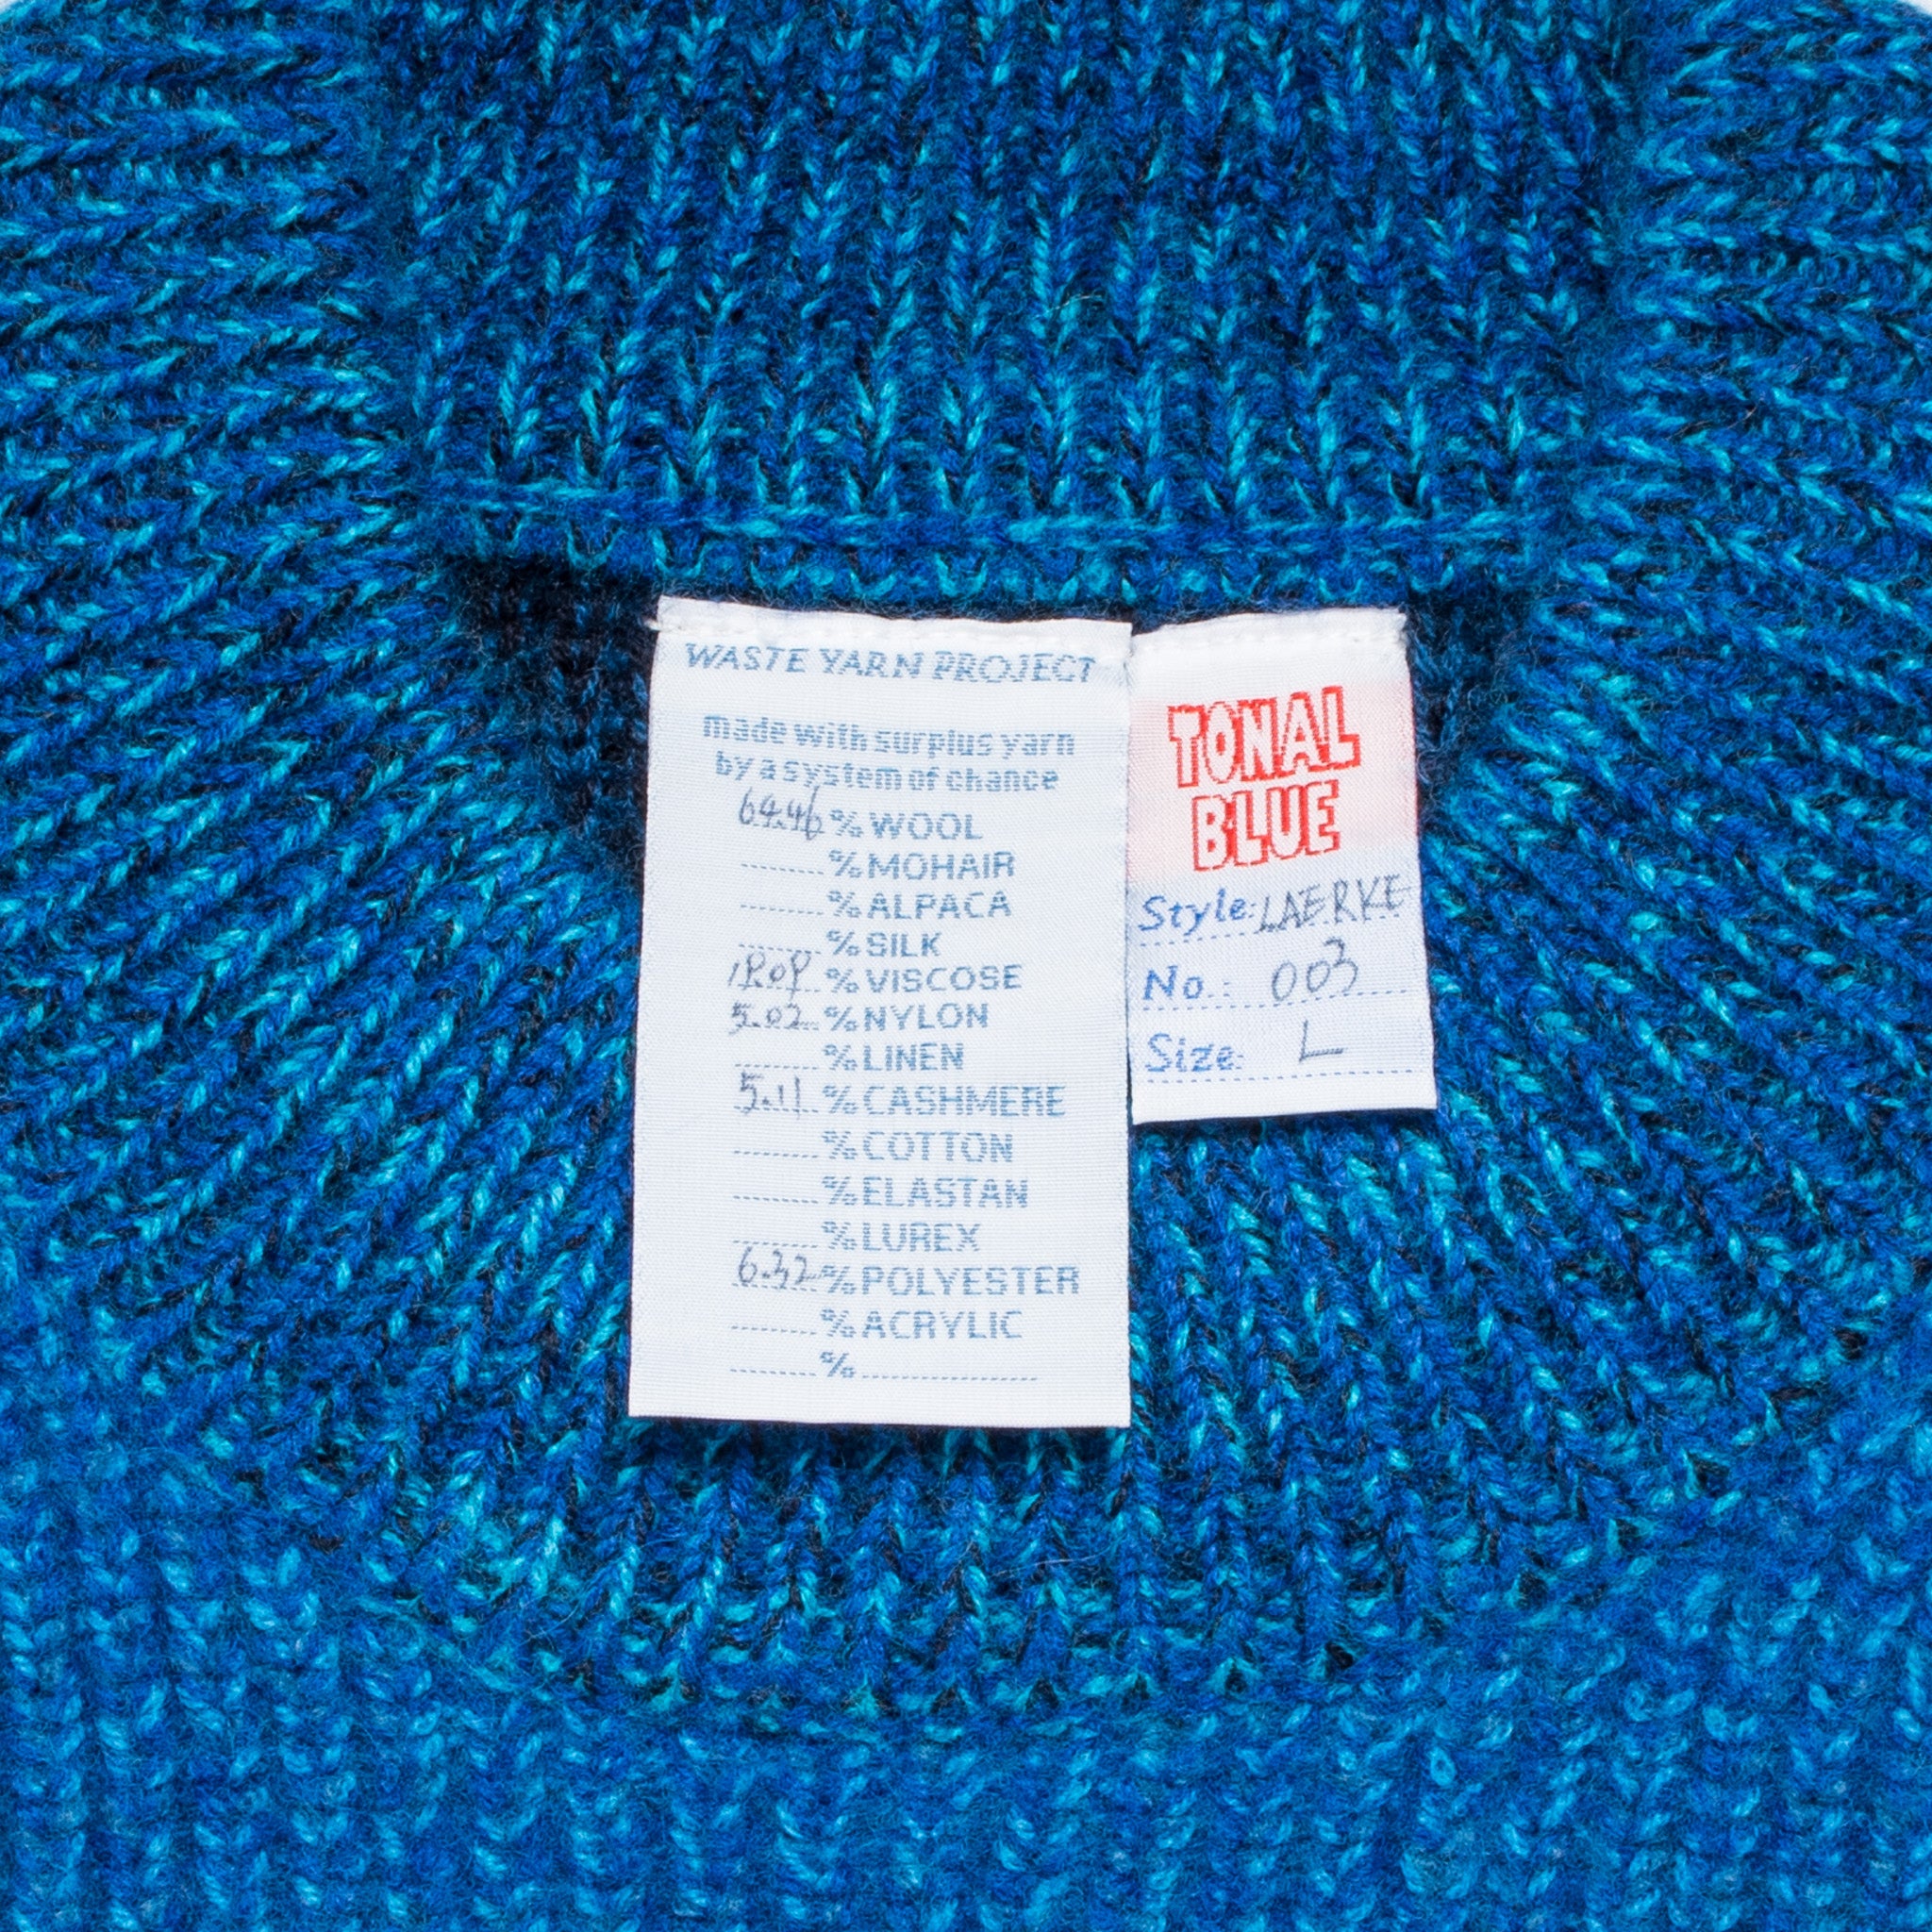 WASTE YARN PROJECT
made with surplus yarn
by a system of chance
64.46 % WOOL
% MOHAIR
% ALPACA
% SILK
19.09 % VISCOSE
5.02 % NYLON
% LINEN
5.11 % CASHMERE
% COTTON
% ELASTAN
% LUREX
6.32 % POLYESTER
% ACRYLIC
%
TONAL
BLUE
Style: LAERKE
No.: 003
Size: L